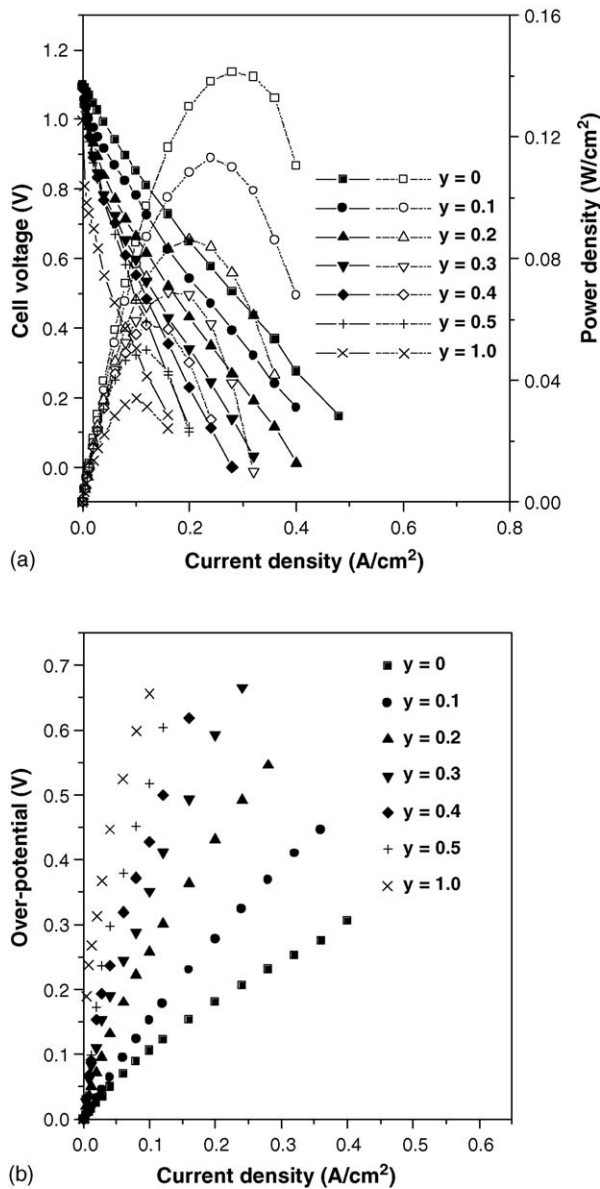 1.2
1.0
0.8
0.6
0.4
0.2
0.0
Cell voltage (V)
0.16
0.12
0.08
0.04
0.00
Power density (W/cm²)
y = 0
y = 0.1
y = 0.2
y = 0.3
y = 0.4
y = 0.5
y = 1.0
0.0 0.2 0.4 0.6 0.8
(a) Current density (A/cm²)
0.7
0.6
0.5
0.4
0.3
0.2
0.1
0.0
Over-potential (V)
y = 0
y = 0.1
y = 0.2
y = 0.3
y = 0.4
y = 0.5
y = 1.0
0.0 0.1 0.2 0.3 0.4 0.5 0.6
(b) Current density (A/cm²)